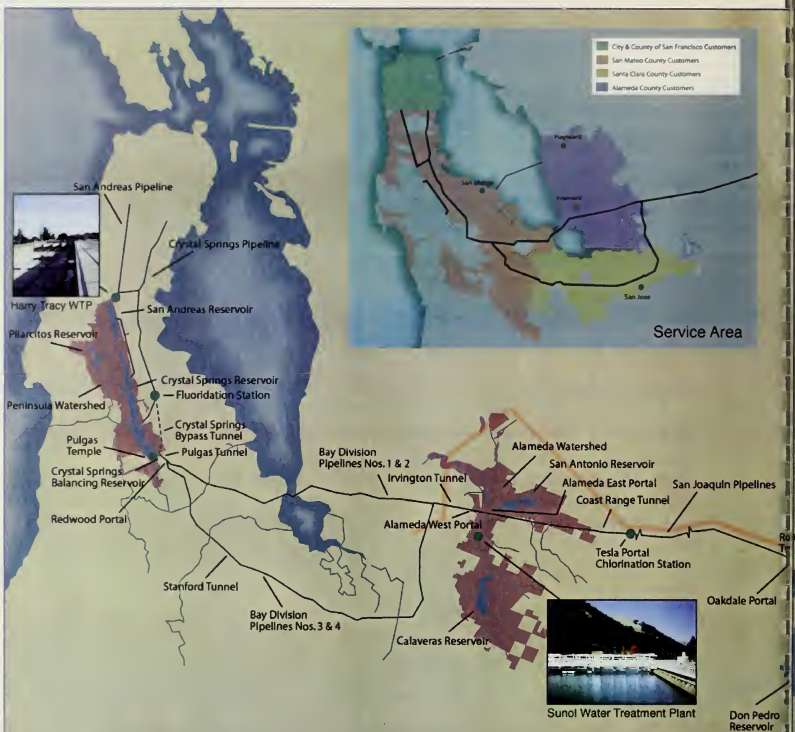 City & County of San Francisco Customers
San Mateo County Customers
Santa Clara County Customers
Alameda County Customers
Hayward
San Mateo
Fremont
San Jose
Service Area
San Andreas Pipeline
Crystal Springs Pipeline
Harry Tracy WTP
San Andreas Reservoir
Pilarcitos Reservoir
Crystal Springs Reservoir
Fluoridation Station
Peninsula Watershed
Crystal Springs
Bypass Tunnel
Pulgas
Temple
Pulgas Tunnel
Crystal Springs
Balancing Reservoir
Redwood Portal
Bay Division
Pipelines Nos. 1 & 2
Irvington Tunnel
Alameda Watershed
San Antonio Reservoir
Alameda East Portal
Coast Range Tunnel
San Joaquin Pipelines
Alameda West Portal
Tesla Portal
Chlorination Station
Oakdale Portal
Stanford Tunnel
Bay Division
Pipelines Nos. 3 & 4
Calaveras Reservoir
Sunol Water Treatment Plant
Don Pedro
Reservoir